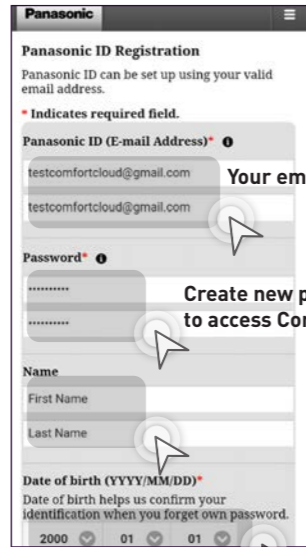 Panasonic
Panasonic ID Registration
Panasonic ID can be set up using your valid
email address.
* Indicates required field.
Panasonic ID (E-mail Address)*
testcomfortcloud@gmail.com
Your em
testcomfortcloud@gmail.com
Password*
••••••••••
Create new p
••••••••••
to access Co
Name
First Name
Last Name
Date of birth (YYYY/MM/DD)*
Date of birth helps us confirm your
identification when you forget own password.
2000 01 01